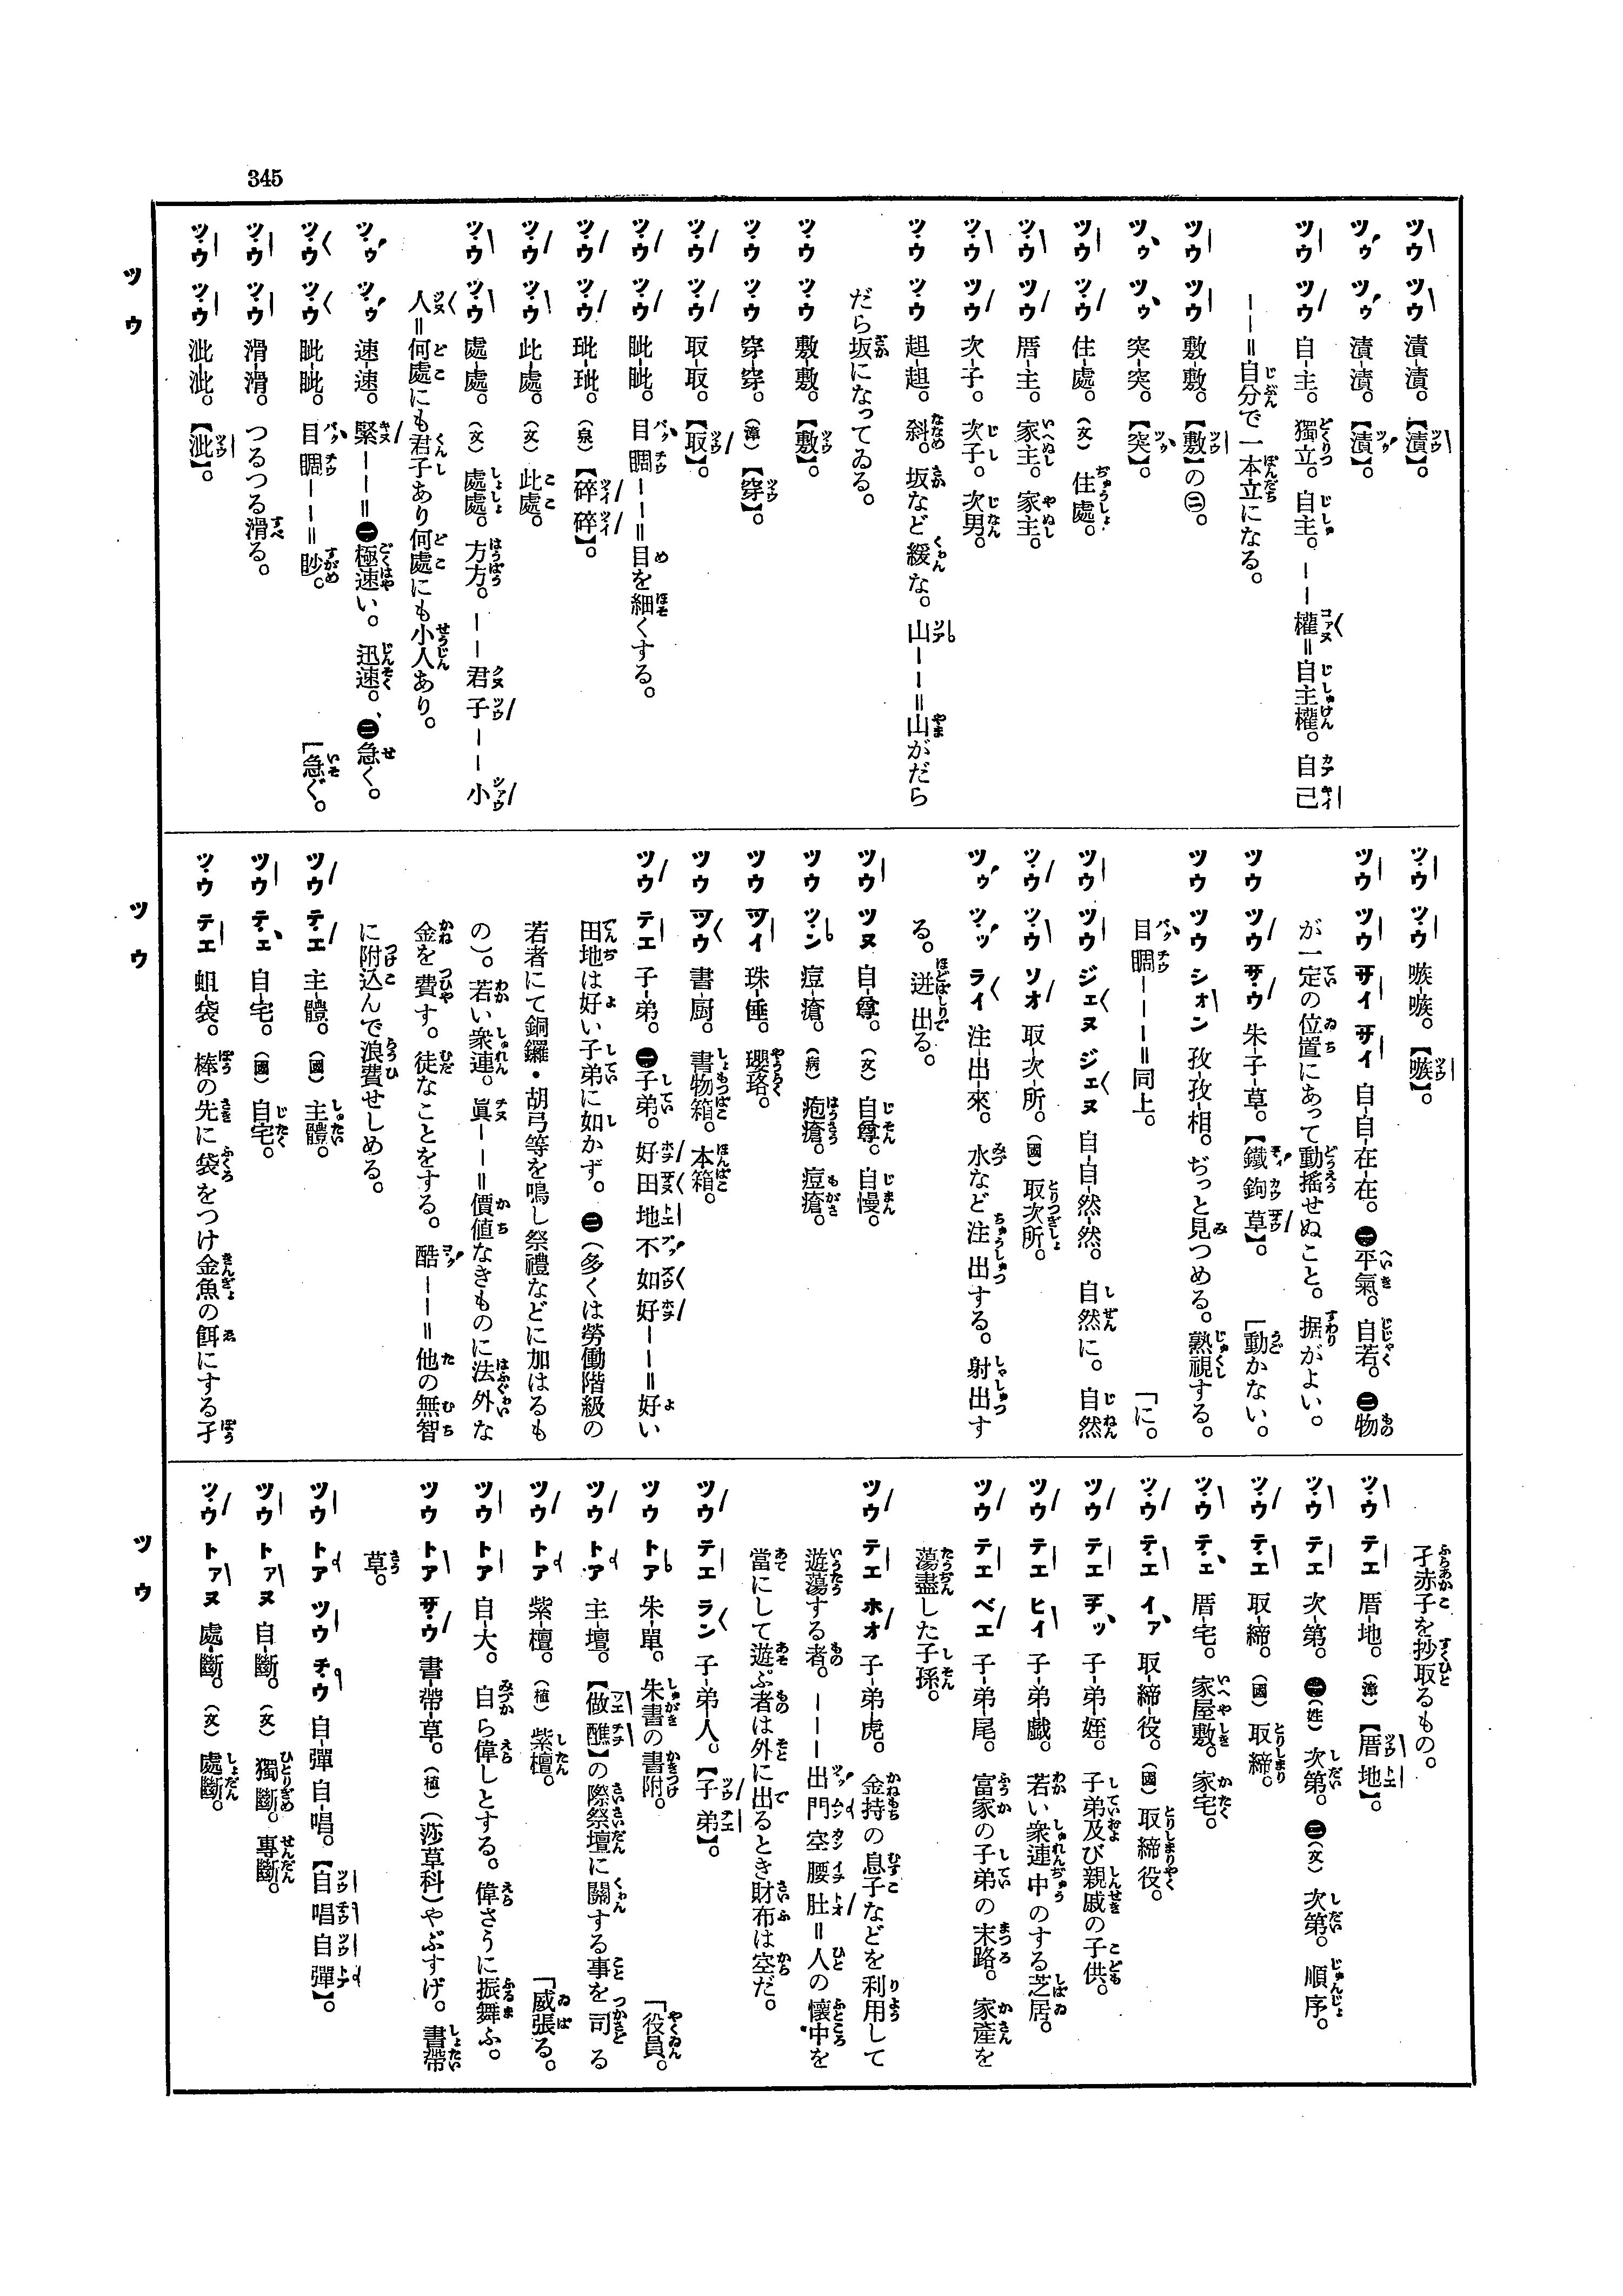 345
ツウ ツウ 漬-漬。【漬】。
ツゥ ツゥ 漬-漬。【漬】。
ツウ ツウ 自-主。獨立。自主。――權＝自主權。自己
――＝自分で一本立になる。
ツウ ツウ 敷-敷。【敷】の㊁。
ツゥ ツゥ 突-突。【突】。
ツウ ツウ 住-處。(文) 住處。
ツウ ツウ 厝-主。家主。家主。
ツウ ツウ 次-子。次子。次男。
ツウ ツウ 趄-趄。斜。坂など緩な。山――＝山がだら
だら坂になってゐる。
ツウ ツウ 敷-敷。【敷】。
ツウ ツウ 穿-穿。(漳)【穿】。
ツウ ツウ 取-取。【取】。
ツウ ツウ 眦-眦。目睭――＝目を細くする。
ツウ ツウ 玼-玼。(泉)【碎碎】。
ツウ ツウ 此-處。(文) 此處。
ツウ ツウ 處-處。(文) 處處。方方。――君子――小
人＝何處にも君子あり何處にも小人あり。
ツゥ ツゥ 速-速。緊――＝㊀極速い。迅速。㊁急く。
ツウ ツウ 眦-眦。目睭――＝眇。 [急ぐ。
ツウ ツウ 滑-滑。つるつる滑る。
ツウ ツウ 泚-泚。【泚】。
ツウ ツウ 嗾-嗾。【嗾】。
ツウ ツウ サイ サイ 自-自-在-在。㊀平氣。自若。㊁物
が一定の位置にあって動搖せぬこと。据がよい。
ツウ ツウ サウ 朱-子-草。【鐵鉤草】。 [動かない。
ツウ ツウ シオン 孜-孜-相。ぢっと見つめる。熟視する。
目睭―――＝同上。 「に。
ツウ ツウ ジェヌ ジェヌ 自-自-然-然。自然に。自然
ツウ ツウ ソオ 取-次-所。(國) 取次所。
ツゥ ツッ ライ 注-出-來。水など注出する。射出す
る。迸出る。
ツウ ツヌ 自-尊。(文) 自尊。自慢。
ツウ ツン 痘-瘡。(病) 疱瘡。痘瘡。
ツウ ツイ 珠-倕。瓔珞。
ツウ ツウ 書-厨。書物箱。本箱。
ツウ テエ 子-弟。㊀子弟。好田地不如好――＝好い
田地は好い子弟に如かず。㊁(多くは勞働階級の
若者にて銅鑼・胡弓等を鳴し祭禮などに加はるも
の)。若い衆連。眞――＝價値なきものに法外な
金を費す。徒なことをする。酷――＝他の無智
に附込んで浪費せしめる。
ツウ テエ 主-體。(國) 主體。
ツウ テェ 自-宅。(國) 自宅。
ツウ テエ 蛆-袋。棒の先に袋をつけ金魚の餌にする孑
孑赤子を抄取るもの。
ツウ テエ 厝-地。(漳)【厝地】。
ツウ テエ 次-第。㊀(姓) 次第。㊁(文) 次第。順序。
ツウ テエ 取-締。(國) 取締。
ツウ テェ 厝-宅。家屋敷。家宅。
ツウ テエ イァ 取-締-役。(國) 取締役。
ツウ テエ チッ 子-弟-姪。子弟及び親戚の子供。
ツウ テエ ヒイ 子-弟-戲。若い衆連中のする芝居。
ツウ テエ ベエ 子-弟-尾。富家の子弟の末路。家產を
蕩盡した子孫。
ツウ テエ ホオ 子-弟-虎。金持の息子などを利用して
遊蕩する者。―――出門空腰肚＝人の懷中を
當にして遊ぶ者は外に出るとき財布は空だ。
ツウ テエ ラン 子-弟-人。【子弟】。
ツウ トア 朱-單。朱書の書附。 「役員。
ツウ トア 主-壇。【做醮】の際祭壇に關する事を司る
ツウ トア 紫-檀。(植) 紫檀。 「威張る。
ツウ トア 自-大。自ら偉しとする。偉さうに振舞ふ。
ツウ トア サウ 書-帶-草。(植) (莎草科)やぶすげ。書帶
草。
ツウ トア ツウ チウ 自-彈自-唱。【自唱自彈】。
ツウ トアヌ 自-斷。(文) 獨斷。專斷。
ツウ トアヌ 處-斷。(文) 處斷。
ツウ
ツウ
ツウ